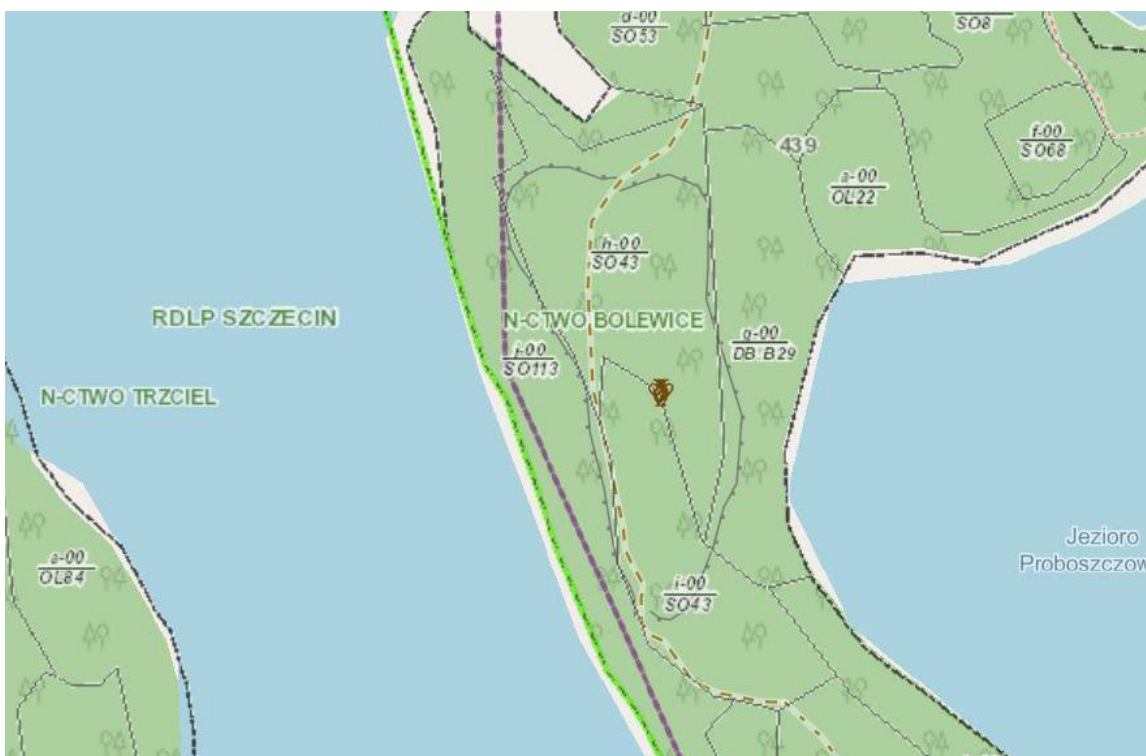 d-00
SO53
SO8
439
f-00
SO68
a-00
OL22
h-00
SO43
RDLP SZCZECIN
N-CTWO BOLEWICE
g-00
DB.B29
SO113
N-CTWO TRZCIEL
Jezioro
Proboszczow
a-00
OL84
i-00
SO43